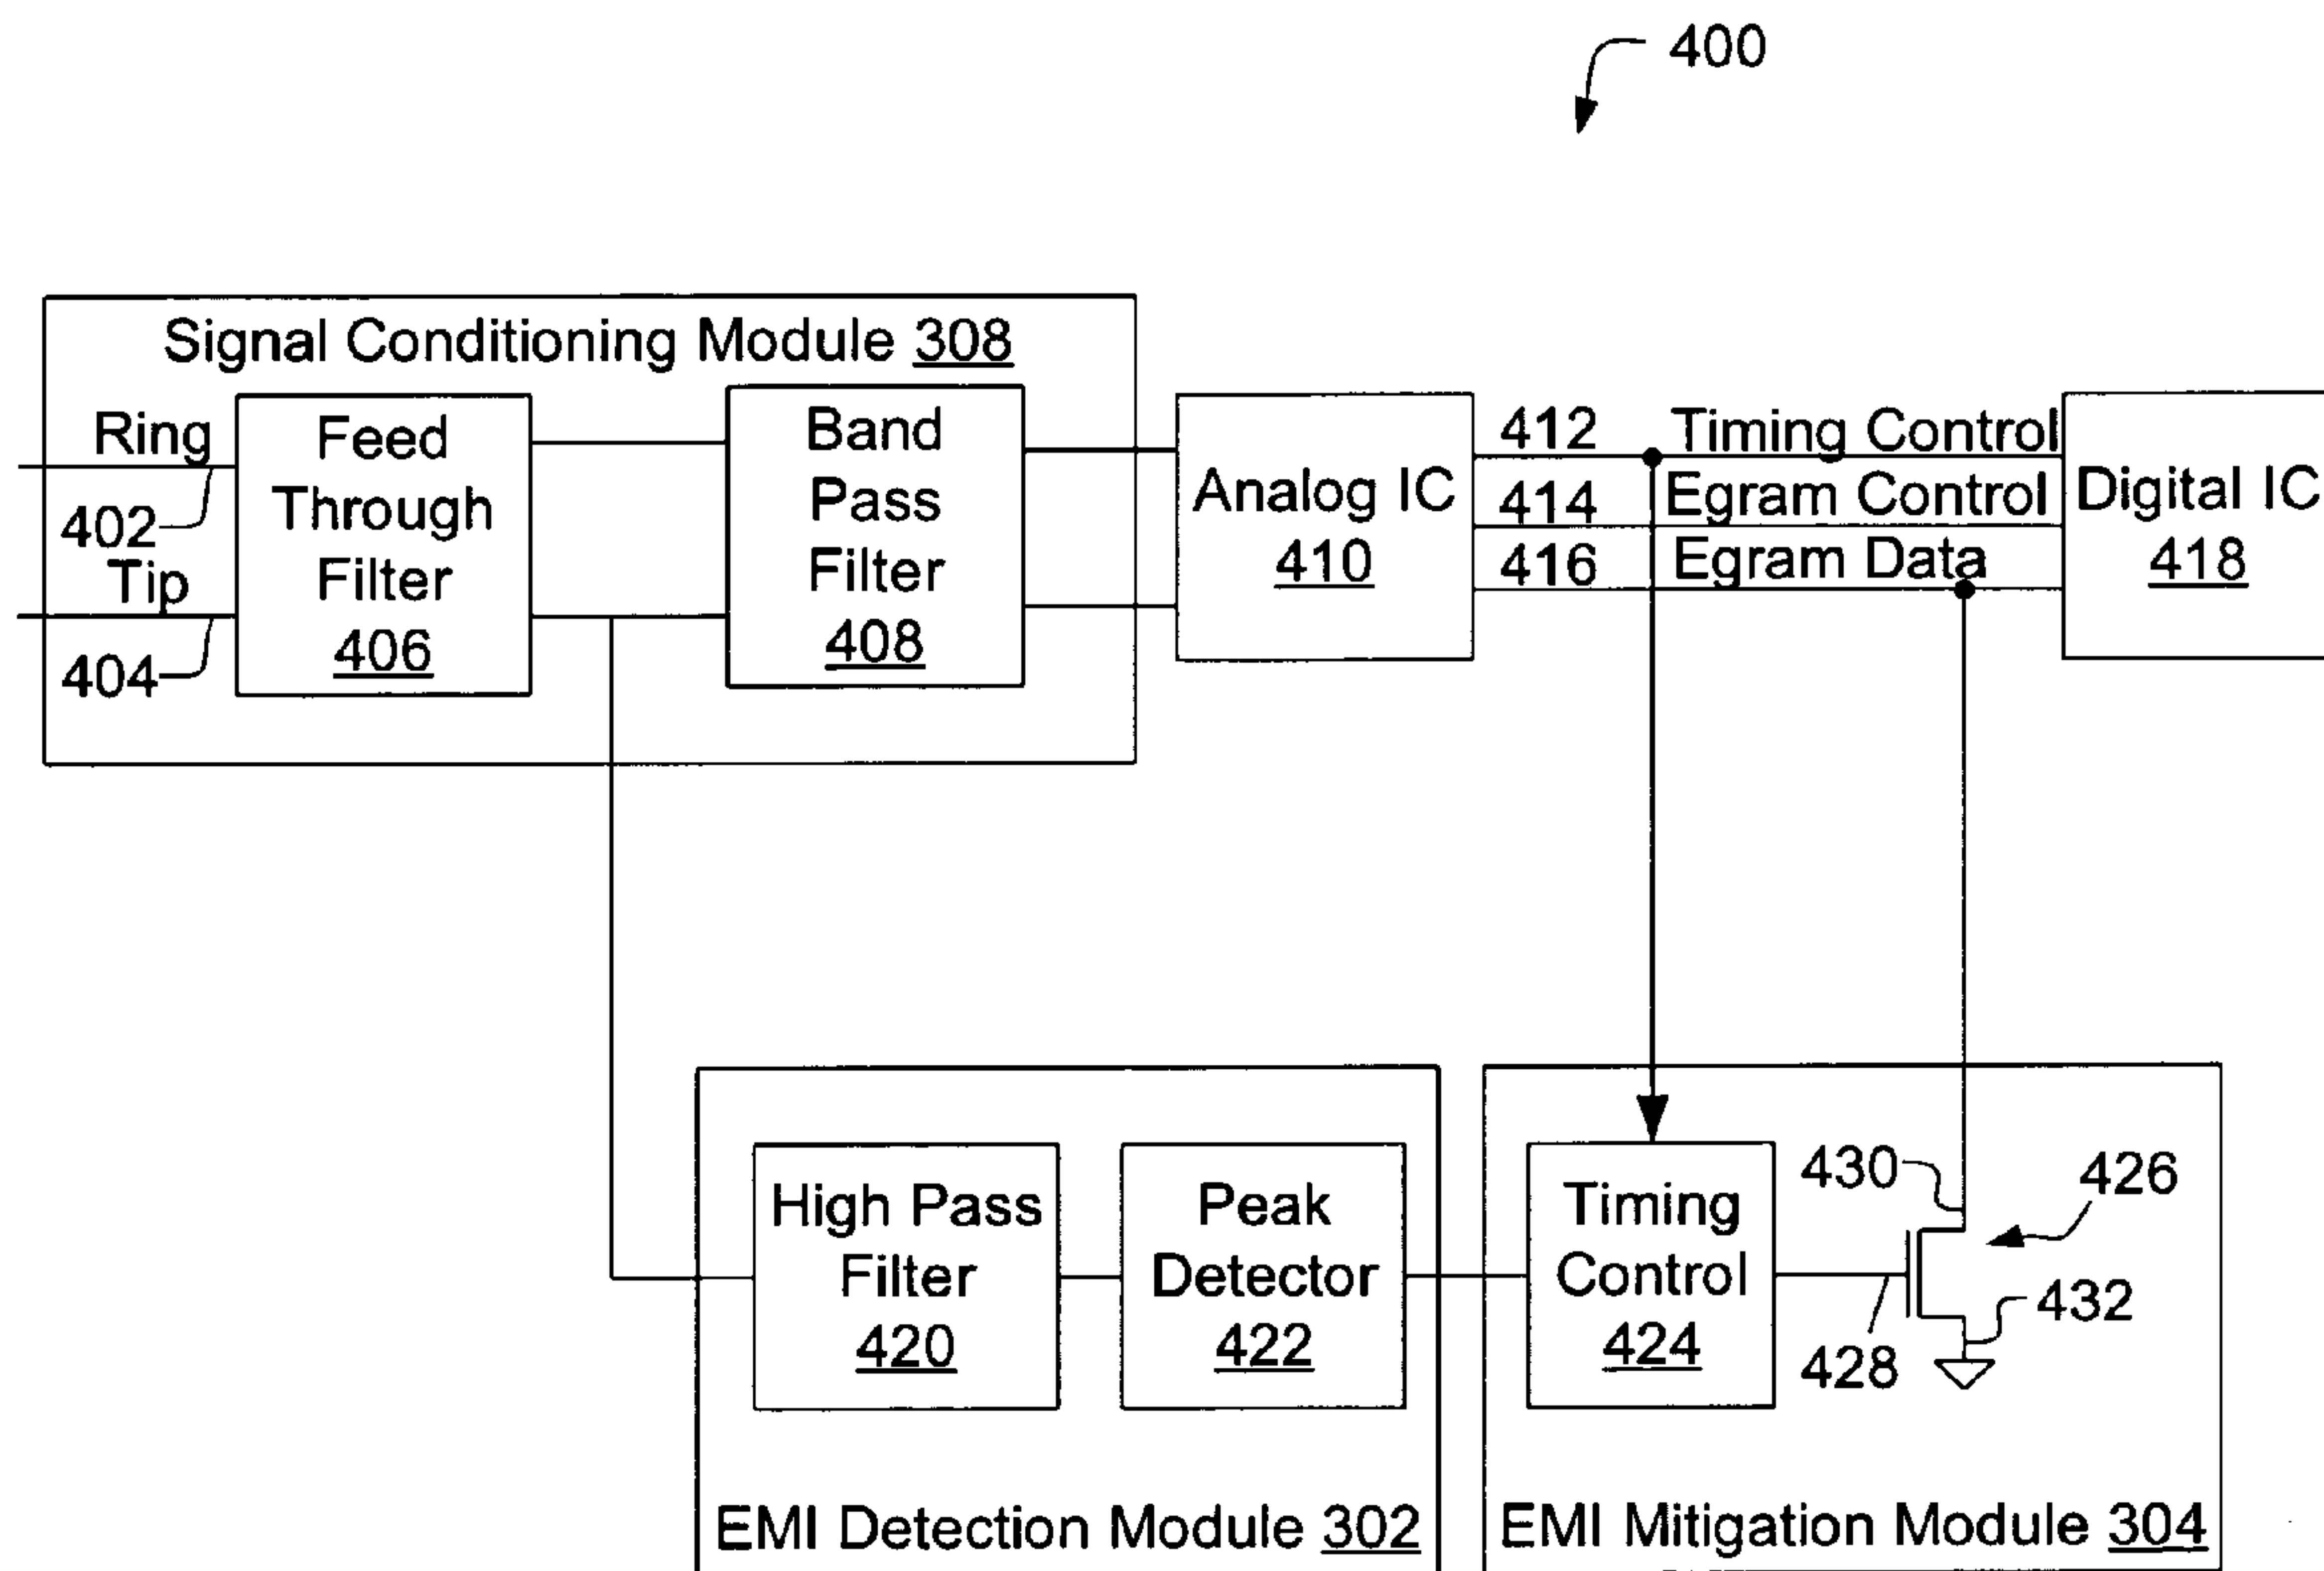 400
Signal Conditioning Module 308
Ring
402
Tip
404
Feed
Through
Filter
406
Band
Pass
Filter
408
Analog IC
410
412 Timing Control
414 Egram Control
416 Egram Data
Digital IC
418
High Pass
Filter
420
Peak
Detector
422
EMI Detection Module 302
Timing
Control
424
430
426
432
428
EMI Mitigation Module 304